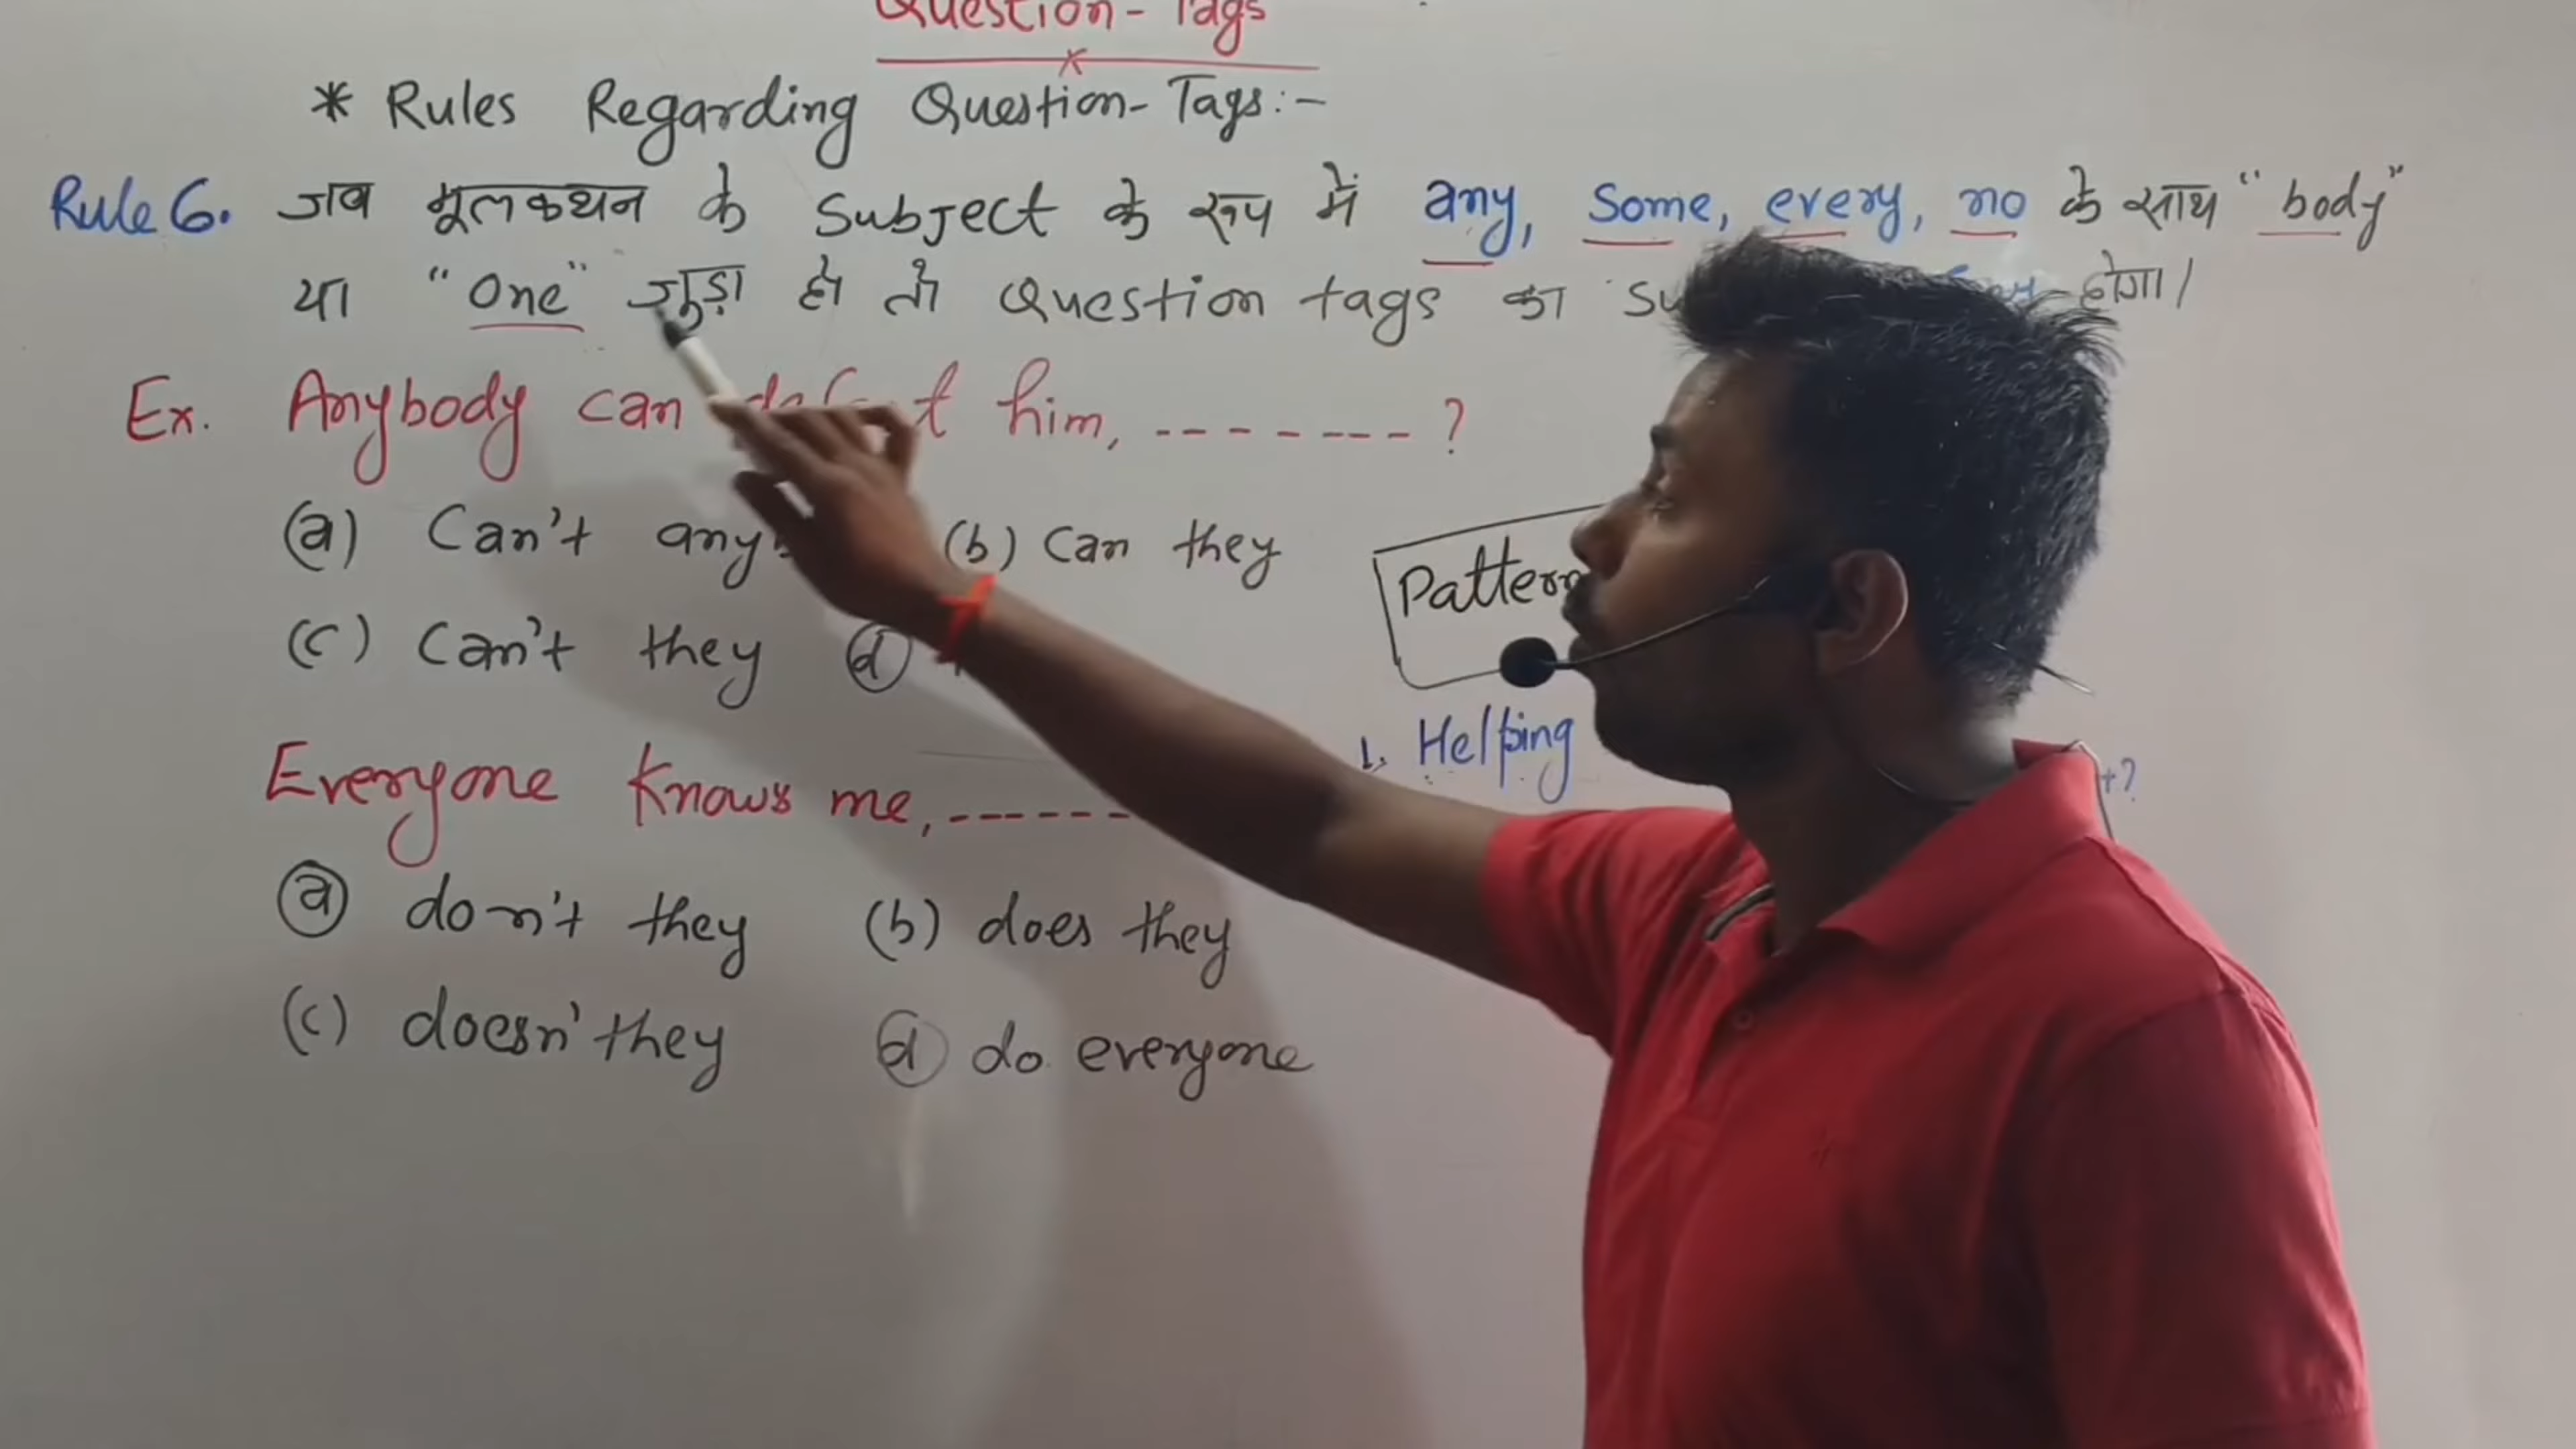 Question-Tags
* Rules Regarding Question-Tags:-
Rule 6. जब मूलकथन के Subject के रूप में any, Some, every, no के साथ "body"
या "One" जुड़ा हो तो Question tags का होगा।
Ex. Anybody can him, -------- ?
(a) Can't (b) Can they
(c) Can't they (d)
Pattern
1. Helping
+?
Everyone Knows me, ------
(a) don't they (b) does they
(c) doesn' they (d) do everyone